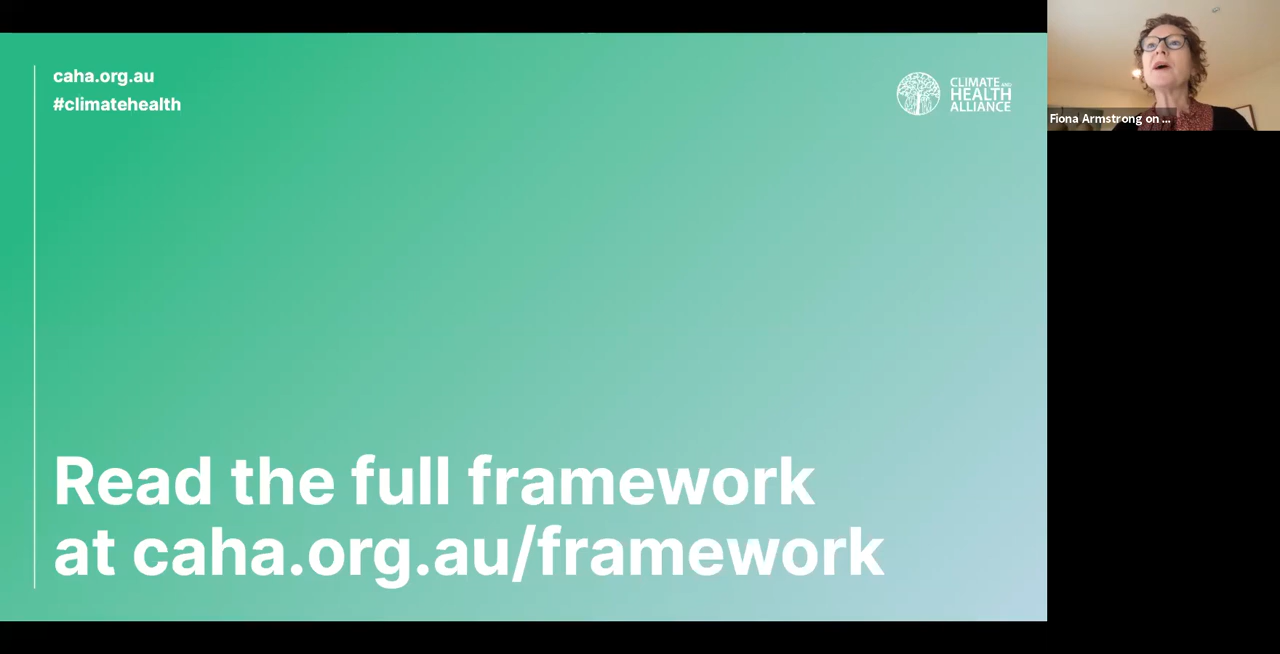 caha.org.au
#climatehealth
CLIMATE AND
HEALTH
ALLIANCE
Fiona Armstrong on ...
Read the full framework
at caha.org.au/framework